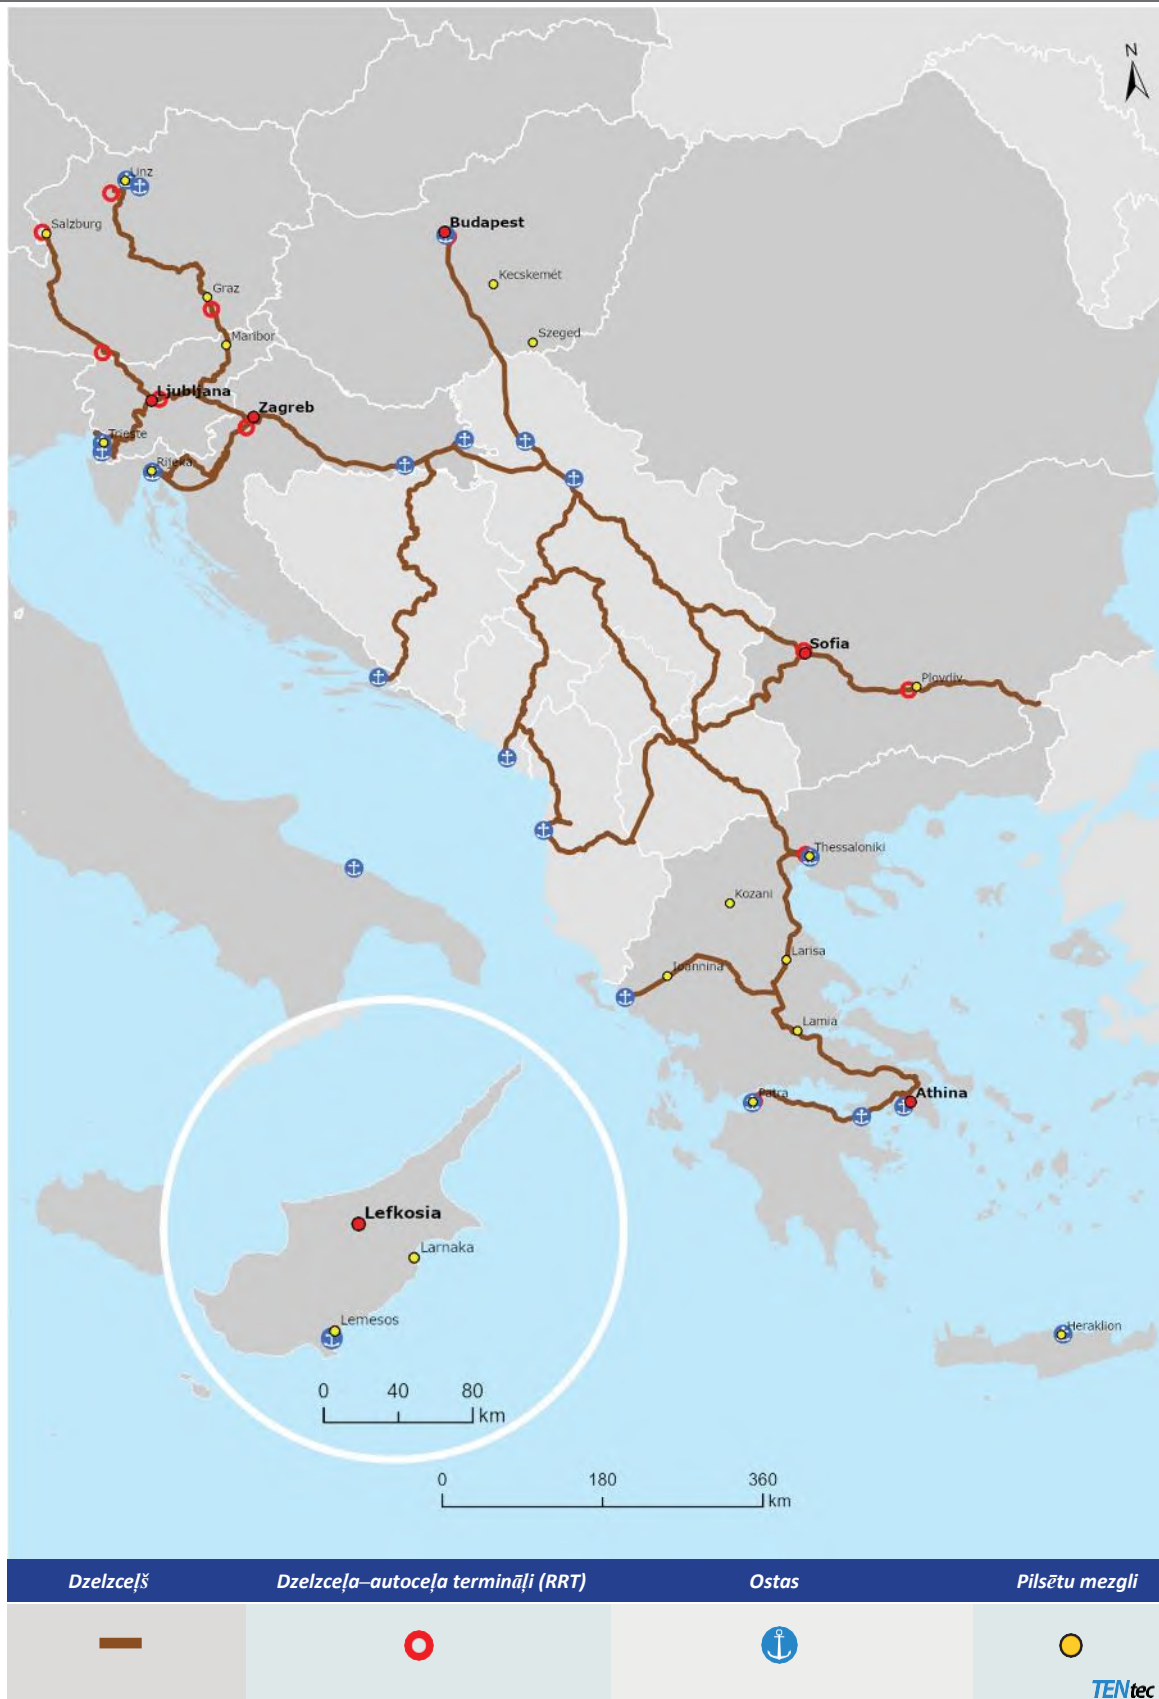 N
Linz
Salzburg
Budapest
Kecskemét
Graz
Szeged
Maribor
Ljubljana
Zagreb
Trieste
Rijeka
Sofia
Plovdiv
Thessaloniki
Kozani
Larisa
Ioannina
Lamia
Patra
Athina
Lefkosia
Larnaka
Lemesos
Heraklion
0 40 80
km
0 180 360
km
Dzelzceļš Dzelzceļa–autoceļa termināļi (RRT) Ostas Pilsētu mezgli
TENtec